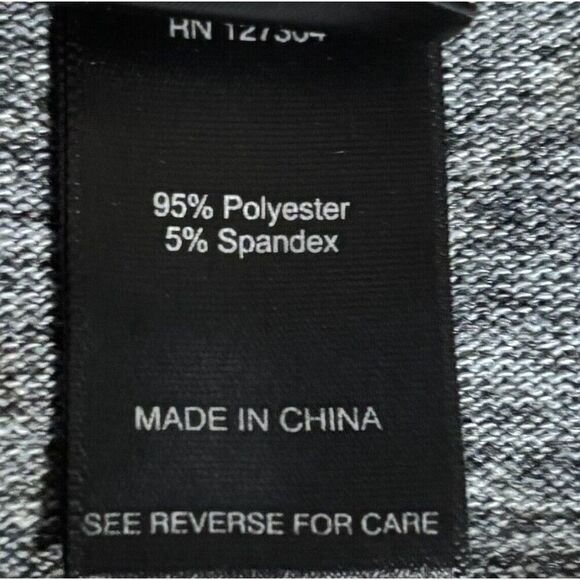 RN 127304
95% Polyester
5% Spandex
MADE IN CHINA
SEE REVERSE FOR CARE